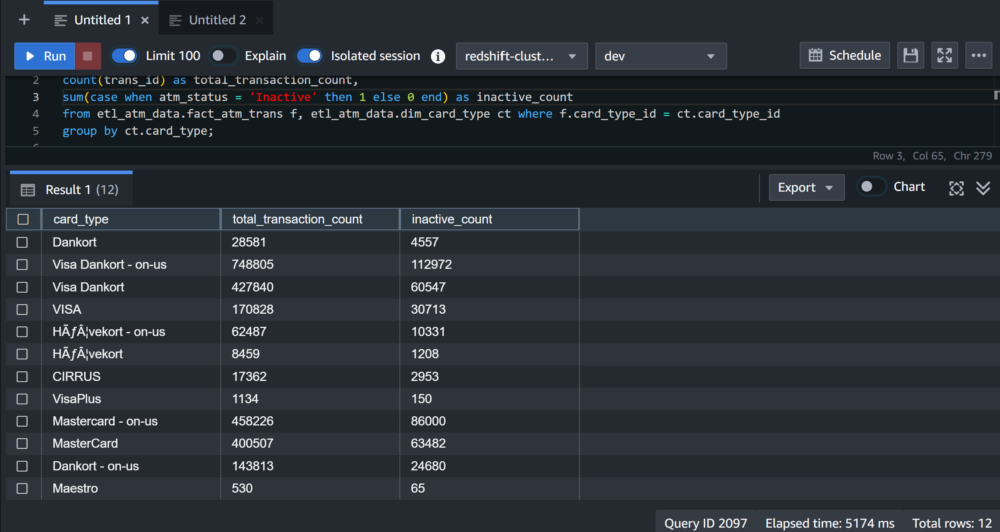 Untitled 1 Untitled 2
Run Limit 100 Explain Isolated session redshift-clust... dev Schedule
2 count(trans_id) as total_transaction_count,
3 sum(case when atm_status = 'Inactive' then 1 else 0 end) as inactive_count
4 from etl_atm_data.fact_atm_trans f, etl_atm_data.dim_card_type ct where f.card_type_id = ct.card_type_id
5 group by ct.card_type;
Row 3, Col 65, Chr 279
Result 1 (12) Export Chart
card_type total_transaction_count inactive_count
Dankort 28581 4557
Visa Dankort - on-us 748805 112972
Visa Dankort 427840 60547
VISA 170828 30713
HÃƒÂ¦vekort - on-us 62487 10331
HÃƒÂ¦vekort 8459 1208
CIRRUS 17362 2953
VisaPlus 1134 150
Mastercard - on-us 458226 86000
MasterCard 400507 63482
Dankort - on-us 143813 24680
Maestro 530 65
Query ID 2097 Elapsed time: 5174 ms Total rows: 12